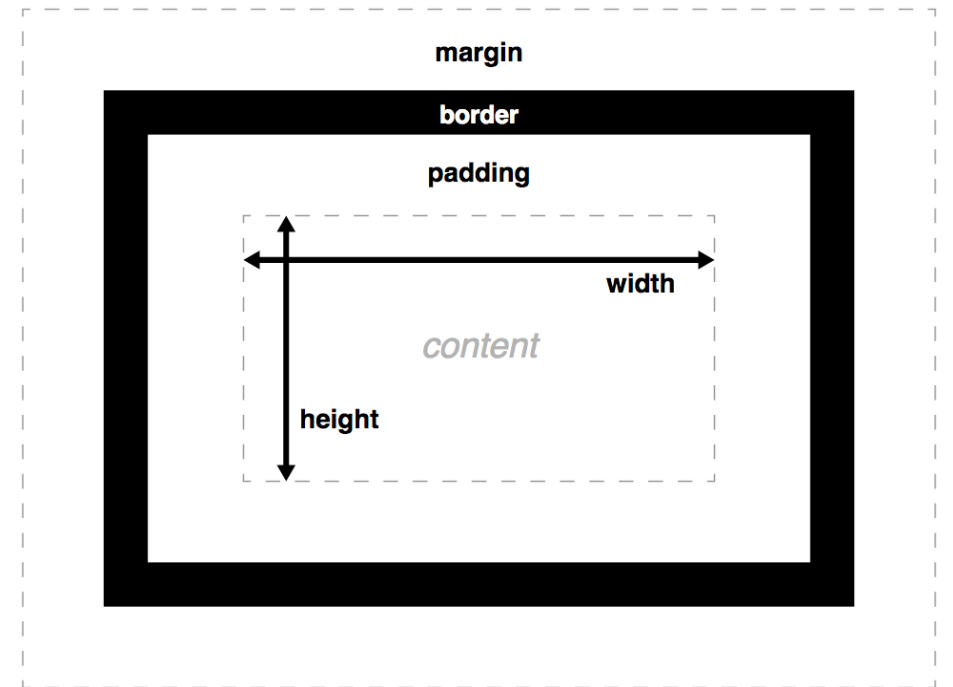 margin
border
padding
width
content
height